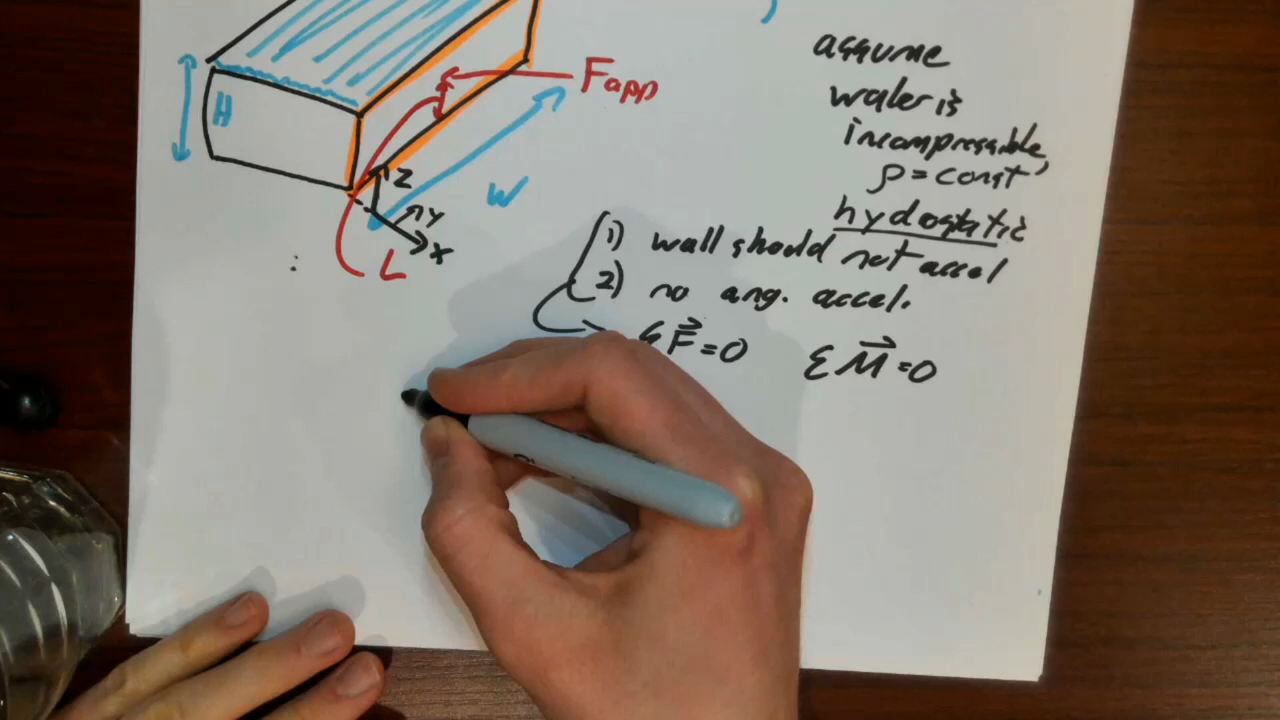 assume
water is
incompressible,
ρ = const
hydostatic
H
Fapp
W
Z
Y
X
L
1) wall should not accel
2) no ang. accel.
ΣF⃗=0 ΣM⃗=0